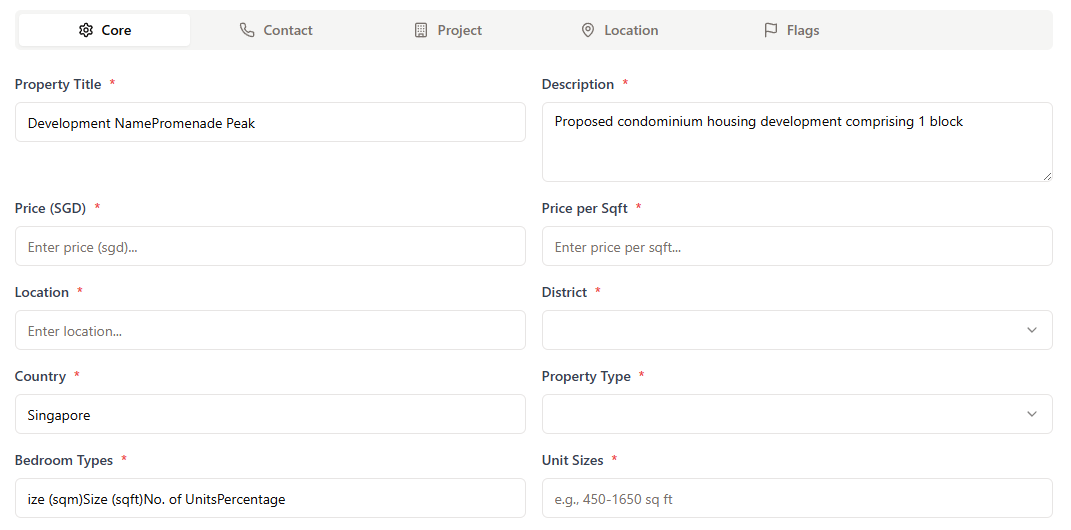 Core Contact Project Location Flags
Property Title * Description *
Development NamePromenade Peak Proposed condominium housing development comprising 1 block
Price (SGD) * Price per Sqft *
Enter price (sgd)... Enter price per sqft...
Location * District *
Enter location...
Country * Property Type *
Singapore
Bedroom Types * Unit Sizes *
ize (sqm)Size (sqft)No. of UnitsPercentage e.g., 450-1650 sq ft